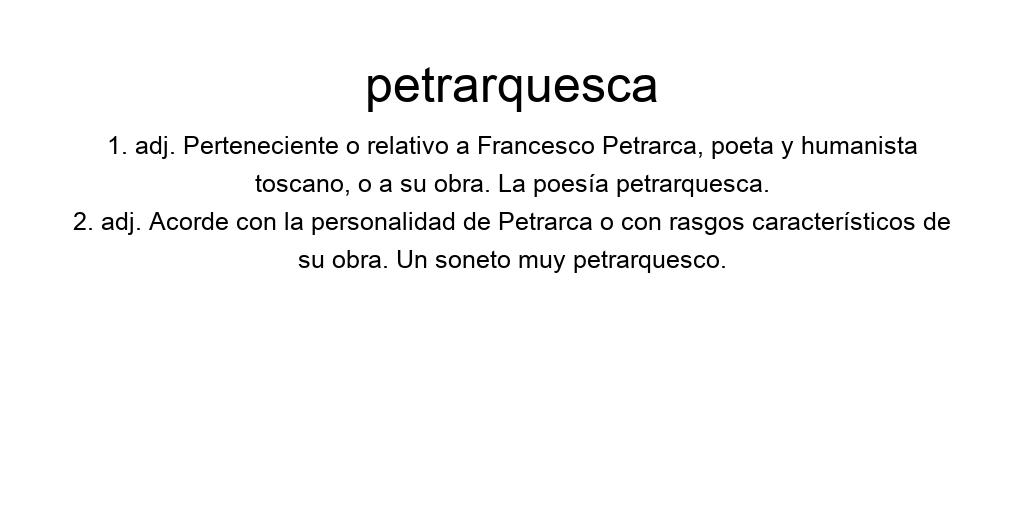 petrarquesca
1. adj. Perteneciente o relativo a Francesco Petrarca, poeta y humanista
toscano, o a su obra. La poesía petrarquesca.
2. adj. Acorde con la personalidad de Petrarca o con rasgos característicos de
su obra. Un soneto muy petrarquesco.